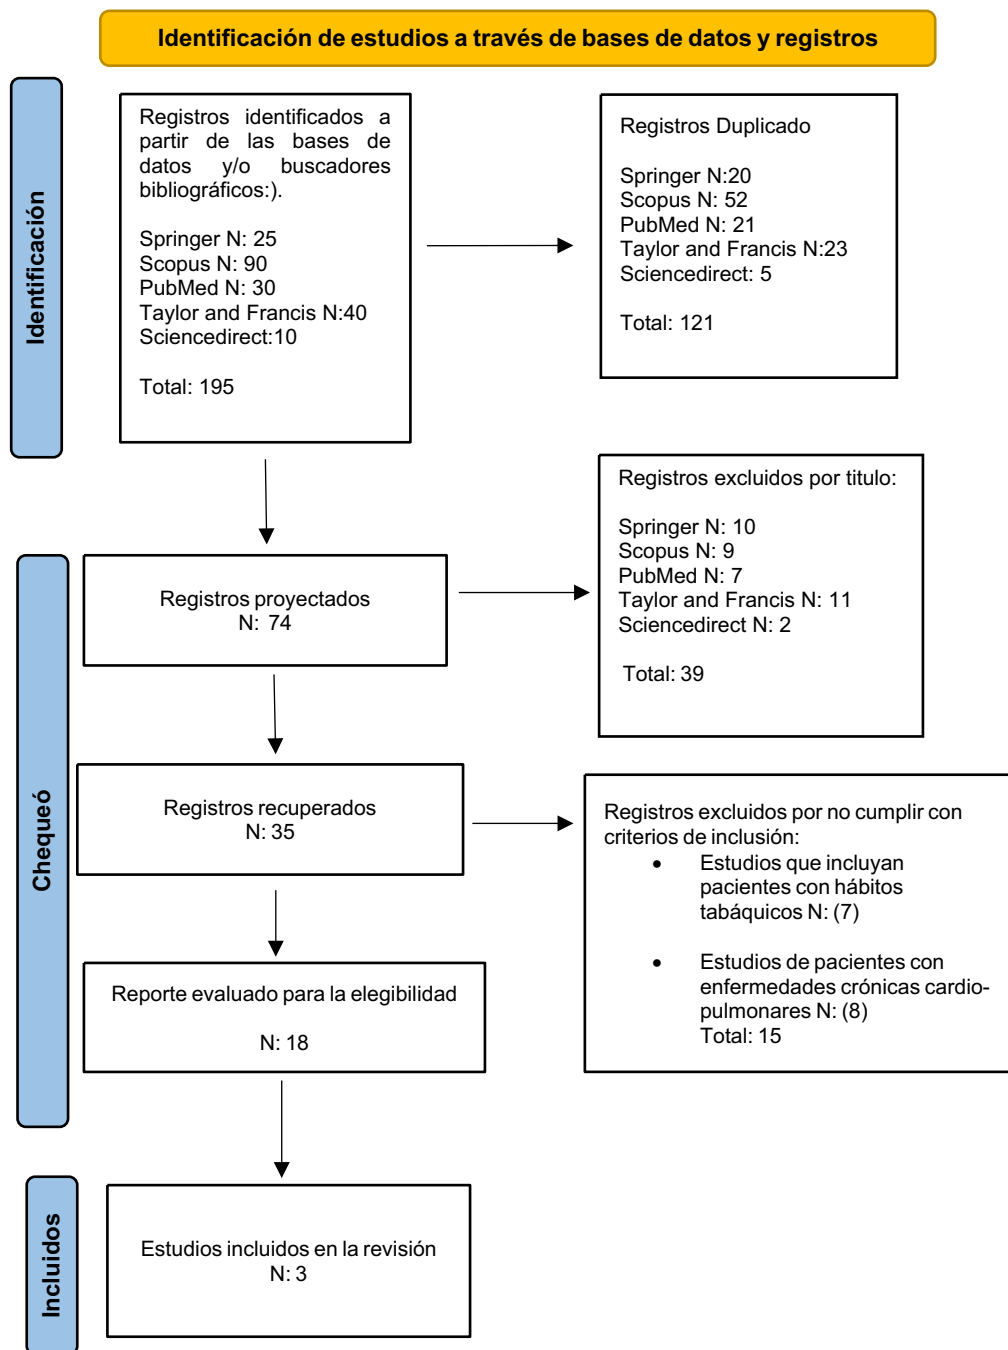 Identificación de estudios a través de bases de datos y registros
Identificación
Registros identificados a
partir de las bases de
datos y/o buscadores
bibliográficos:).
Springer N: 25
Scopus N: 90
PubMed N: 30
Taylor and Francis N:40
Sciencedirect:10
Total: 195
Registros Duplicado
Springer N:20
Scopus N: 52
PubMed N: 21
Taylor and Francis N:23
Sciencedirect: 5
Total: 121
Chequeó
Registros proyectados
N: 74
Registros excluidos por titulo:
Springer N: 10
Scopus N: 9
PubMed N: 7
Taylor and Francis N: 11
Sciencedirect N: 2
Total: 39
Registros recuperados
N: 35
Registros excluidos por no cumplir con
criterios de inclusión:
• Estudios que incluyan
pacientes con hábitos
tabáquicos N: (7)
• Estudios de pacientes con
enfermedades crónicas cardio-
pulmonares N: (8)
Total: 15
Reporte evaluado para la elegibilidad
N: 18
Incluidos
Estudios incluidos en la revisión
N: 3